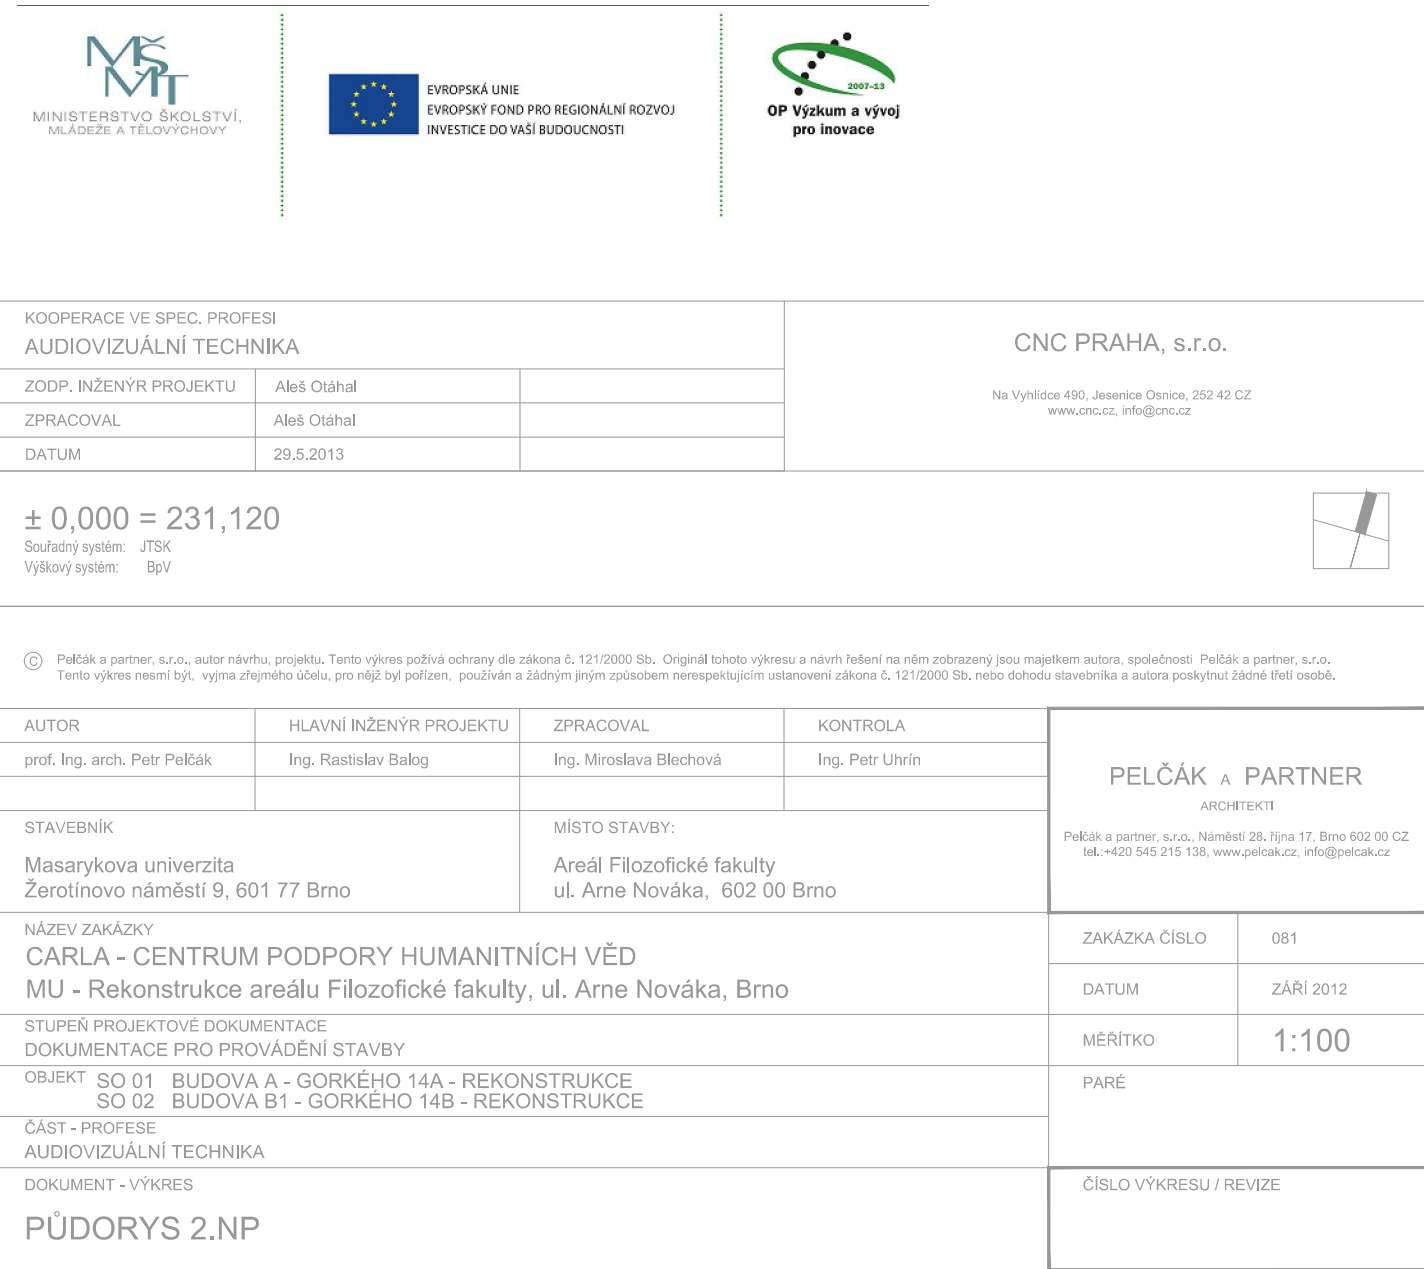 MŠMT
MINISTERSTVO ŠKOLSTVÍ,
MLÁDEŽE A TĚLOVÝCHOVY
EVROPSKÁ UNIE
EVROPSKÝ FOND PRO REGIONÁLNÍ ROZVOJ
INVESTICE DO VAŠÍ BUDOUCNOSTI
2007–13
OP Výzkum a vývoj
pro inovace
KOOPERACE VE SPEC. PROFESI
AUDIOVIZUÁLNÍ TECHNIKA
ZODP. INŽENÝR PROJEKTU Aleš Otáhal
ZPRACOVAL Aleš Otáhal
DATUM 29.5.2013
CNC PRAHA, s.r.o.
Na Vyhlídce 490, Jesenice Osnice, 252 42 CZ
www.cnc.cz, info@cnc.cz
± 0,000 = 231,120
Souřadný systém: JTSK
Výškový systém: BpV
© Pelčák a partner, s.r.o., autor návrhu, projektu. Tento výkres požívá ochrany dle zákona č. 121/2000 Sb. Originál tohoto výkresu a návrh řešení na něm zobrazený jsou majetkem autora, společnosti Pelčák a partner, s.r.o.
Tento výkres nesmí být, vyjma zřejmého účelu, pro nějž byl pořízen, používán a žádným jiným způsobem nerespektujícím ustanovení zákona č. 121/2000 Sb. nebo dohodu stavebníka a autora poskytnut žádné třetí osobě.
AUTOR HLAVNÍ INŽENÝR PROJEKTU ZPRACOVAL KONTROLA
prof. Ing. arch. Petr Pelčák Ing. Rastislav Balog Ing. Miroslava Blechová Ing. Petr Uhrín
PELČÁK A PARTNER
ARCHITEKTI
Pelčák a partner, s.r.o., Náměstí 28. října 17, Brno 602 00 CZ
tel.:+420 545 215 138, www.pelcak.cz, info@pelcak.cz
STAVEBNÍK
Masarykova univerzita
Žerotínovo náměstí 9, 601 77 Brno
MÍSTO STAVBY:
Areál Filozofické fakulty
ul. Arne Nováka, 602 00 Brno
NÁZEV ZAKÁZKY
CARLA - CENTRUM PODPORY HUMANITNÍCH VĚD
MU - Rekonstrukce areálu Filozofické fakulty, ul. Arne Nováka, Brno
ZAKÁZKA ČÍSLO 081
DATUM ZÁŘÍ 2012
MĚŘÍTKO 1:100
STUPEŇ PROJEKTOVÉ DOKUMENTACE
DOKUMENTACE PRO PROVÁDĚNÍ STAVBY
OBJEKT SO 01 BUDOVA A - GORKÉHO 14A - REKONSTRUKCE
SO 02 BUDOVA B1 - GORKÉHO 14B - REKONSTRUKCE
PARÉ
ČÁST - PROFESE
AUDIOVIZUÁLNÍ TECHNIKA
DOKUMENT - VÝKRES
PŮDORYS 2.NP
ČÍSLO VÝKRESU / REVIZE